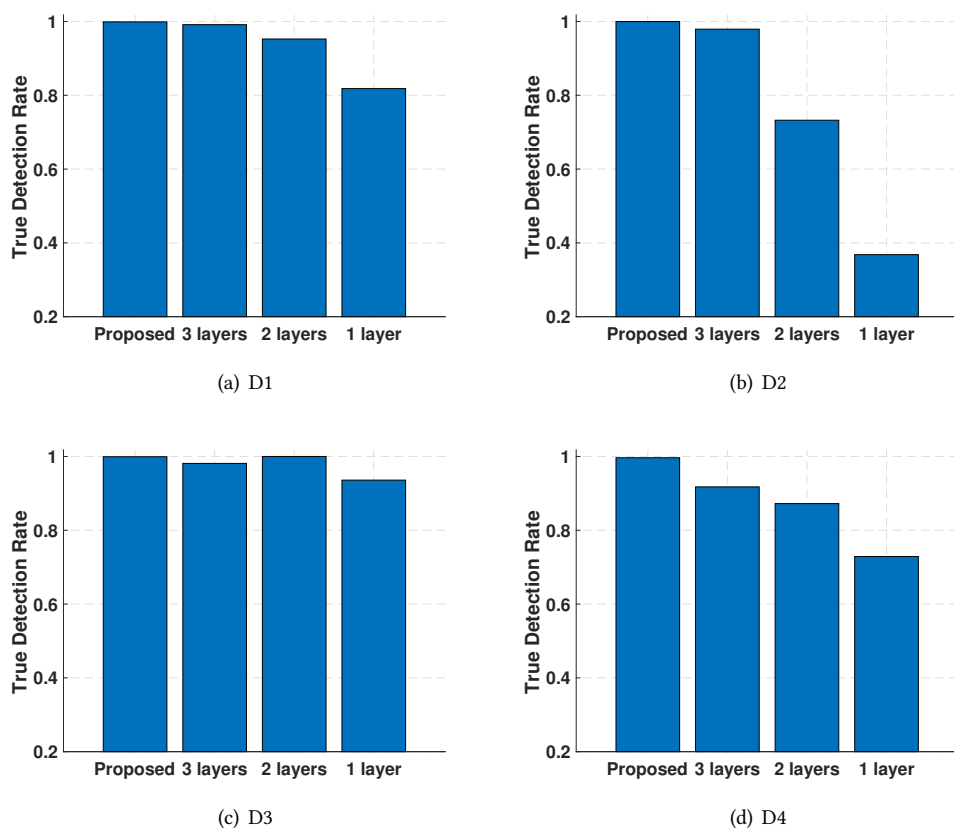 True Detection Rate
1
0.8
0.6
0.4
0.2
Proposed 3 layers 2 layers 1 layer
(a) D1
True Detection Rate
1
0.8
0.6
0.4
0.2
Proposed 3 layers 2 layers 1 layer
(b) D2
True Detection Rate
1
0.8
0.6
0.4
0.2
Proposed 3 layers 2 layers 1 layer
(c) D3
True Detection Rate
1
0.8
0.6
0.4
0.2
Proposed 3 layers 2 layers 1 layer
(d) D4